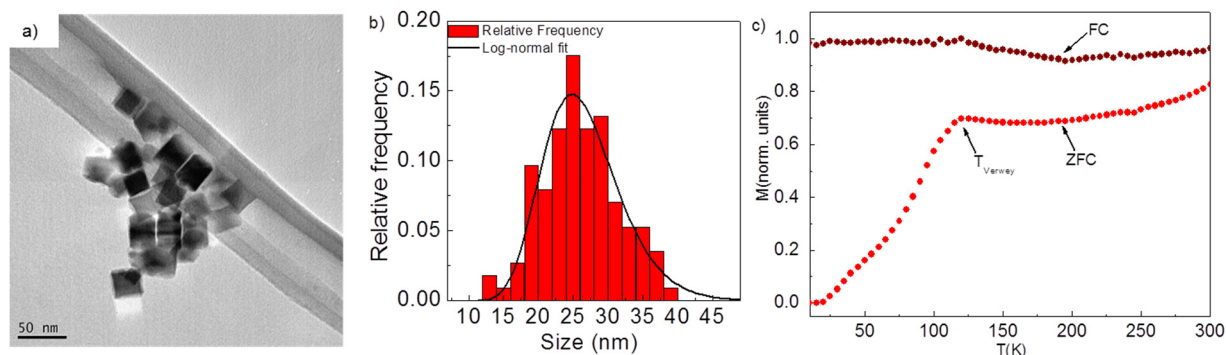 a)
50 nm
b)
Relative Frequency
Log-normal fit
Relative frequency
0.20
0.15
0.10
0.05
0.00
10 15 20 25 30 35 40 45
Size (nm)
c)
M(norm. units)
1.0
0.8
0.6
0.4
0.2
0.0
FC
T_Verwey
ZFC
50 100 150 200 250 300
T(K)